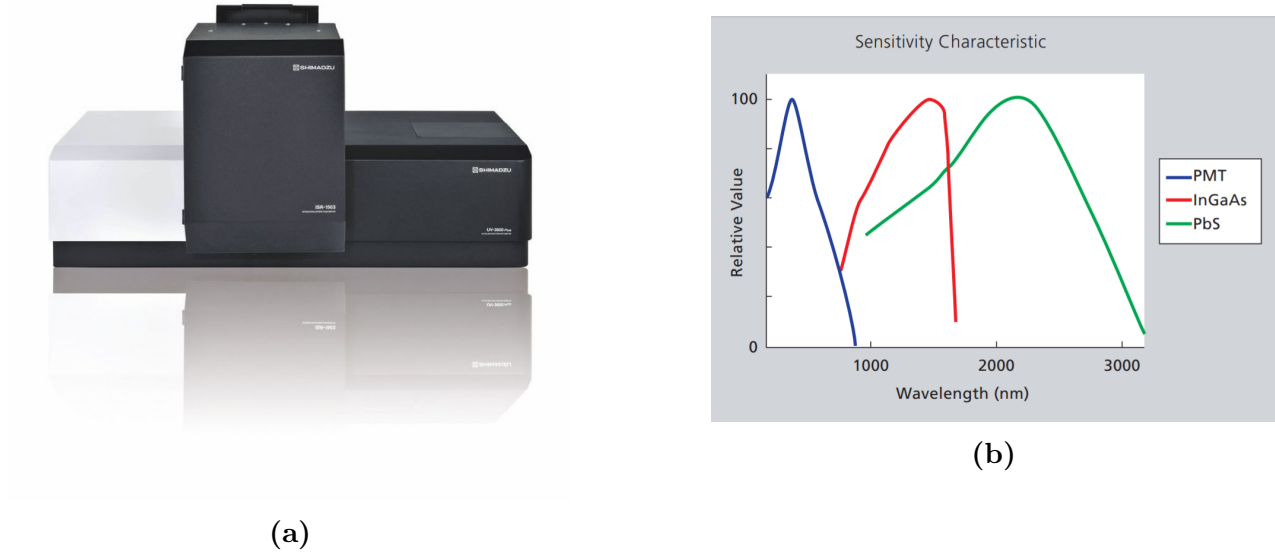 SHIMADZU
SHIMADZU
ISR-1503
UV-3600 Plus
(a)
Sensitivity Characteristic
100
0
Relative Value
1000
2000
3000
Wavelength (nm)
PMT
InGaAs
PbS
(b)